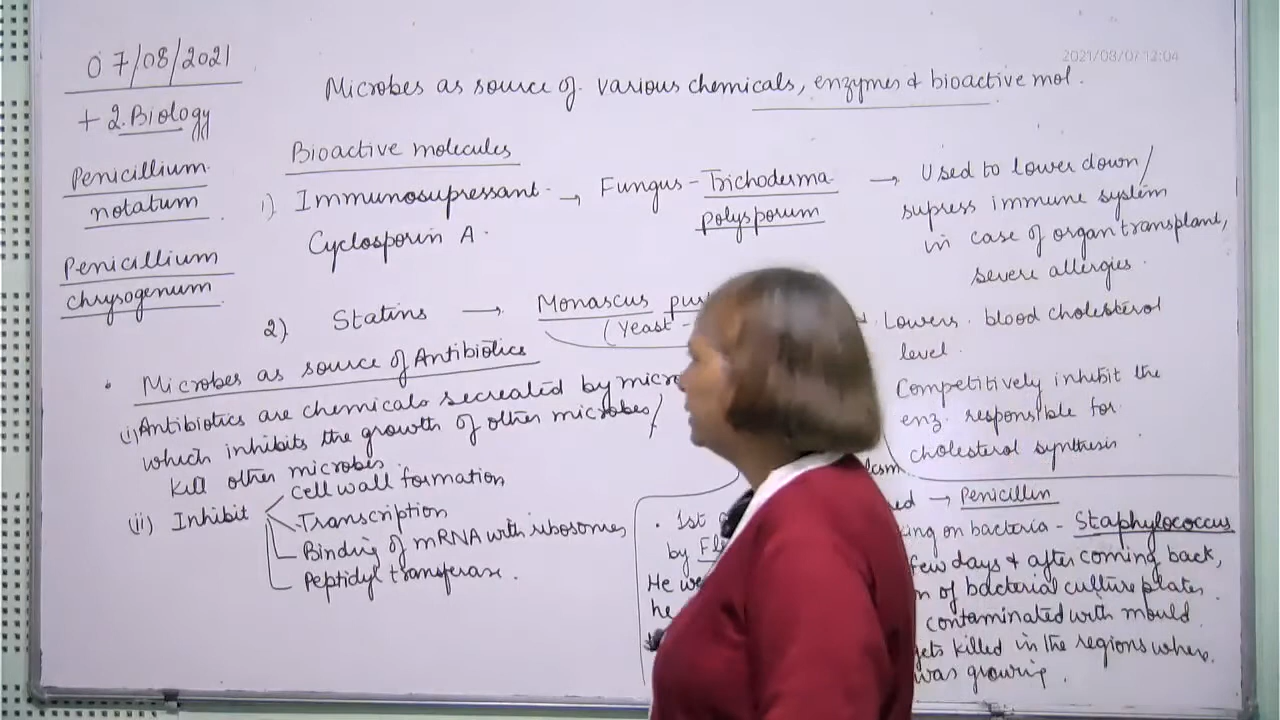 07/08/2021
+2 Biology
2021/08/07 12:04
Microbes as source of various chemicals, enzymes & bioactive mol.
Penicillium
notatum
Penicillium
chrysogenum
Bioactive molecules
1) Immunosupressant → Fungus - Trichoderma → Used to lower down/
Cyclosporin A. polysporum supress immune system
in case of organ transplant,
severe allergies.
2) Statins → Monascus
(Yeast - Lowers blood cholesterol
level.
Competitively inhibit the
enz. responsible for
cholesterol synthesis
• Microbes as source of Antibiotics
(i) Antibiotics are chemicals secreated by
which inhibits the growth of other microbes/
kill other microbes
(ii) Inhibit Cell wall formation
Transcription
Binding of mRNA with ribosomes,
Peptidyl transferase.
• 1st → Penicillin
by on bacteria - Staphylococcus
He few days & after coming back,
he of bacterial culture plates.
contaminated with mould.
gets killed in the regions where
was growing.